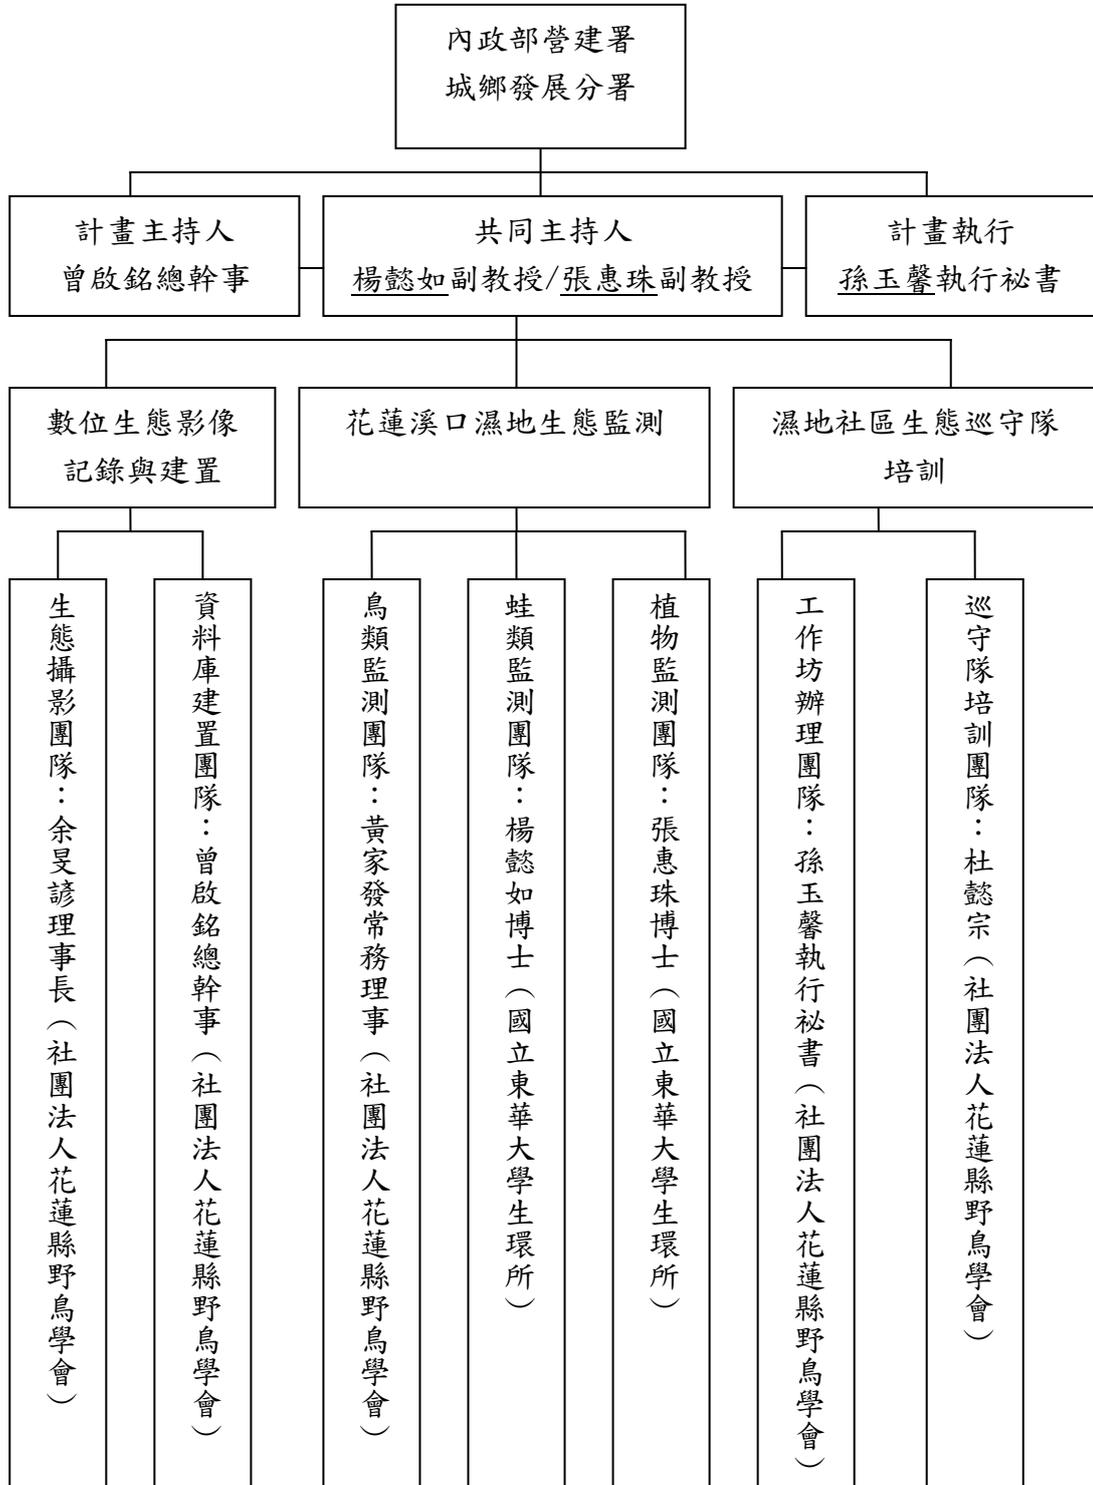 內政部營建署
城鄉發展分署
計畫主持人
曾啟銘總幹事
共同主持人
楊懿如副教授/張惠珠副教授
計畫執行
孫玉馨執行祕書
數位生態影像
記錄與建置
花蓮溪口濕地生態監測
濕地社區生態巡守隊
培訓
生態攝影團隊：余旻諺理事長（社團法人花蓮縣野鳥學會）
資料庫建置團隊：曾啟銘總幹事（社團法人花蓮縣野鳥學會）
鳥類監測團隊：黃家發常務理事（社團法人花蓮縣野鳥學會）
蛙類監測團隊：楊懿如博士（國立東華大學生環所）
植物監測團隊：張惠珠博士（國立東華大學生環所）
工作坊辦理團隊：孫玉馨執行祕書（社團法人花蓮縣野鳥學會）
巡守隊培訓團隊：杜懿宗（社團法人花蓮縣野鳥學會）